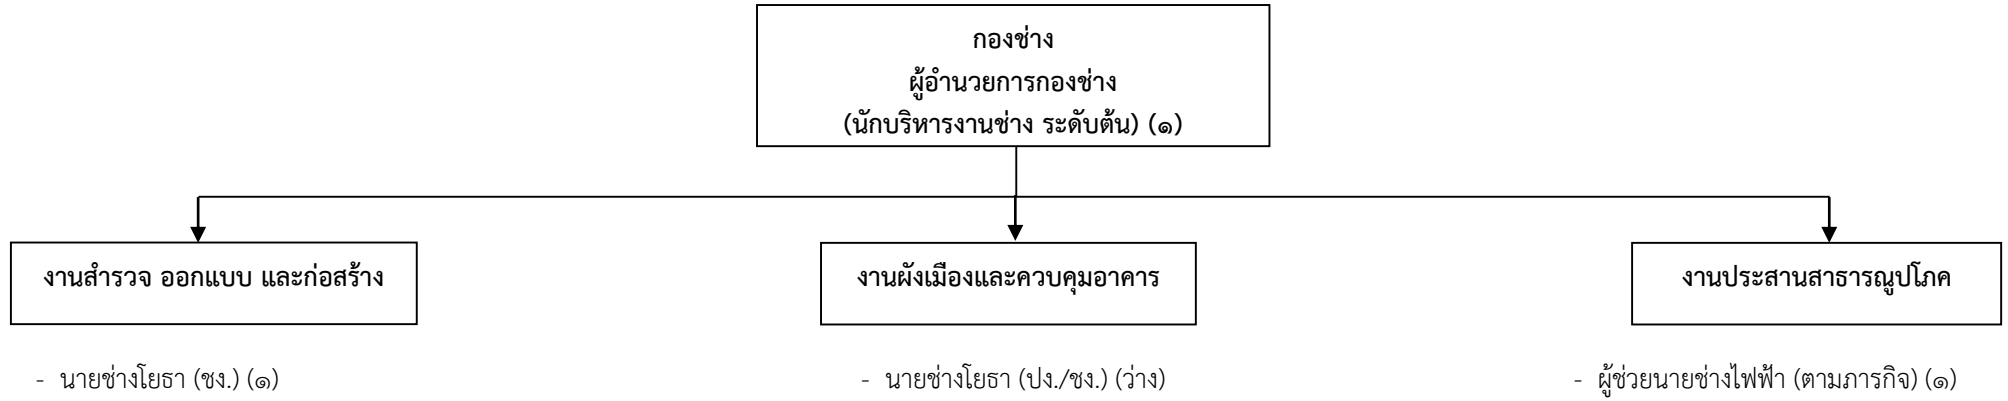 กองช่าง
ผู้อำนวยการกองช่าง
(นักบริหารงานช่าง ระดับต้น) (๑)
งานสำรวจ ออกแบบ และก่อสร้าง
งานผังเมืองและควบคุมอาคาร
งานประสานสาธารณูปโภค
- นายช่างโยธา (ชง.) (๑)
- นายช่างโยธา (ปง./ชง.) (ว่าง)
- ผู้ช่วยนายช่างไฟฟ้า (ตามภารกิจ) (๑)